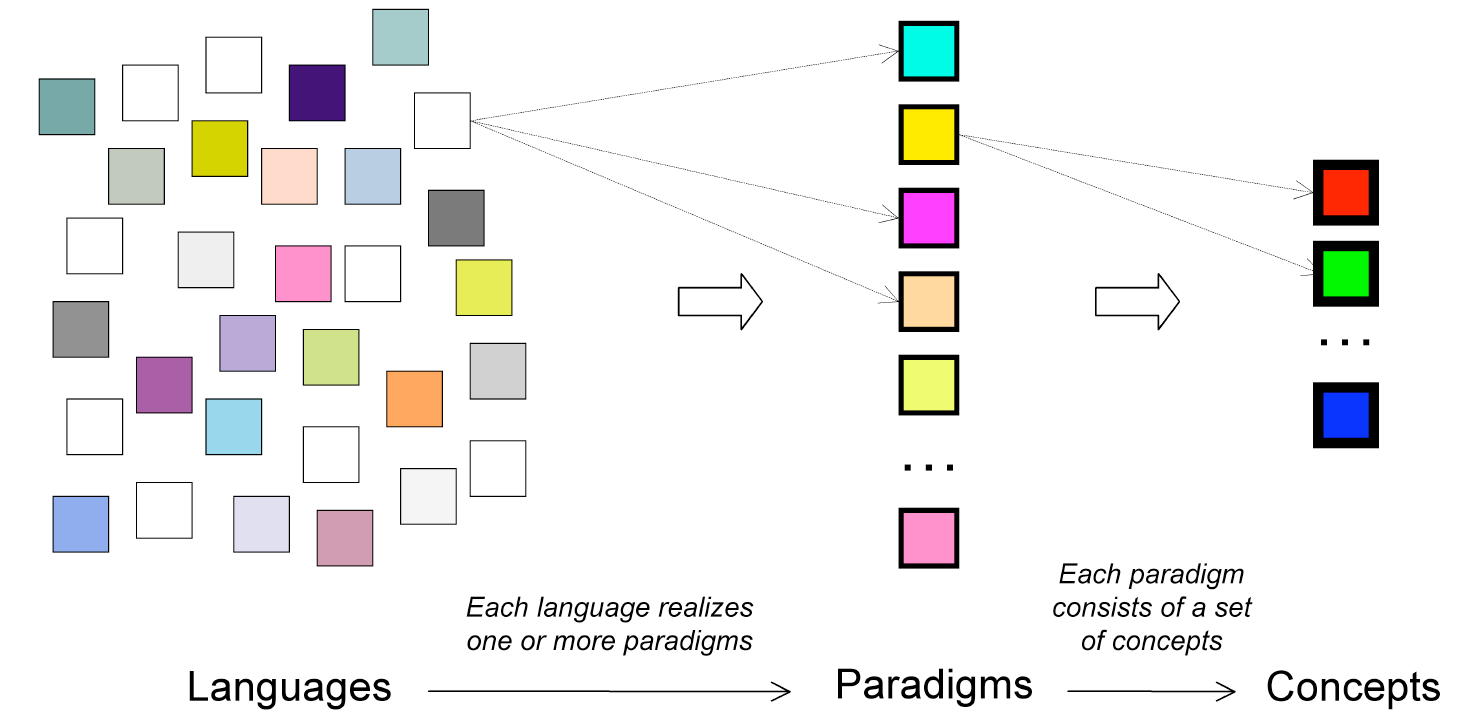 . . .
. . .
Each language realizes
one or more paradigms
Each paradigm
consists of a set
of concepts
Languages
Paradigms
Concepts